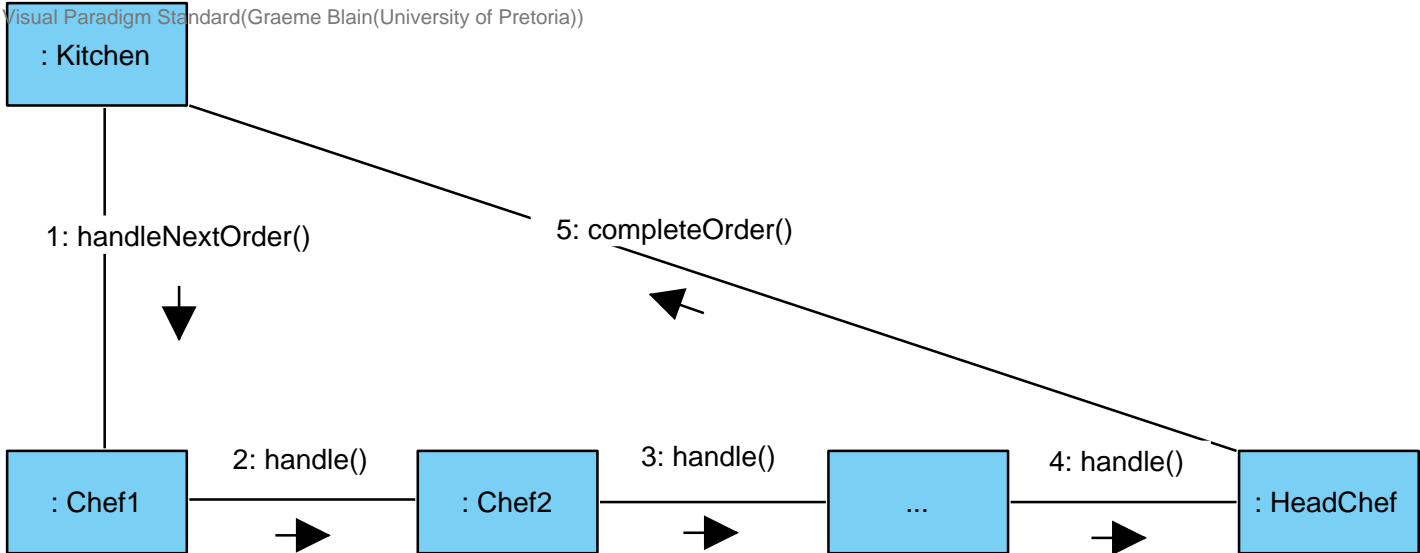 Visual Paradigm Standard(Graeme Blain(University of Pretoria))
: Kitchen
1: handleNextOrder()
5: completeOrder()
2: handle()
3: handle()
4: handle()
: Chef1
: Chef2
...
: HeadChef